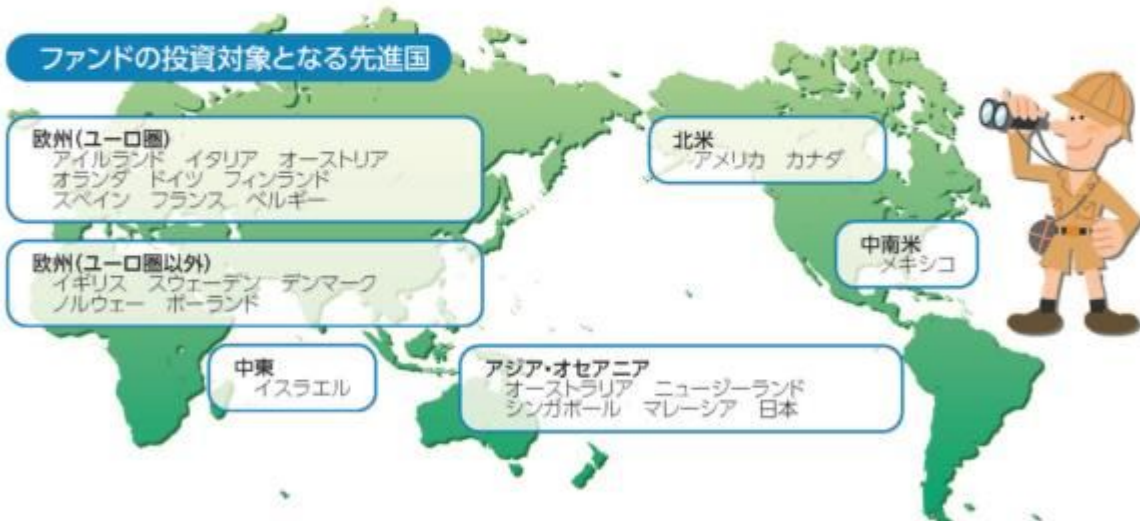 ファンドの投資対象となる先進国
欧州(ユーロ圏)
アイルランド イタリア オーストリア
オランダ ドイツ フィンランド
スペイン フランス ベルギー
欧州(ユーロ圏以外)
イギリス スウェーデン デンマーク
ノルウェー ポーランド
中東
イスラエル
アジア・オセアニア
オーストラリア ニュージーランド
シンガポール マレーシア 日本
北米
アメリカ カナダ
中南米
メキシコ